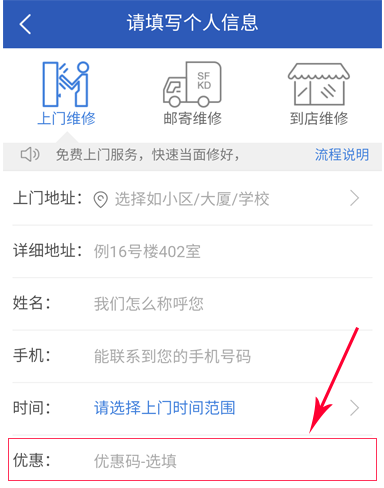 请填写个人信息
SF
KD
上门维修 邮寄维修 到店维修
免费上门服务，快速当面修好， 流程说明
上门地址： 选择如小区/大厦/学校
详细地址： 例16号楼402室
姓名： 我们怎么称呼您
手机： 能联系到您的手机号码
时间： 请选择上门时间范围
优惠： 优惠码-选填